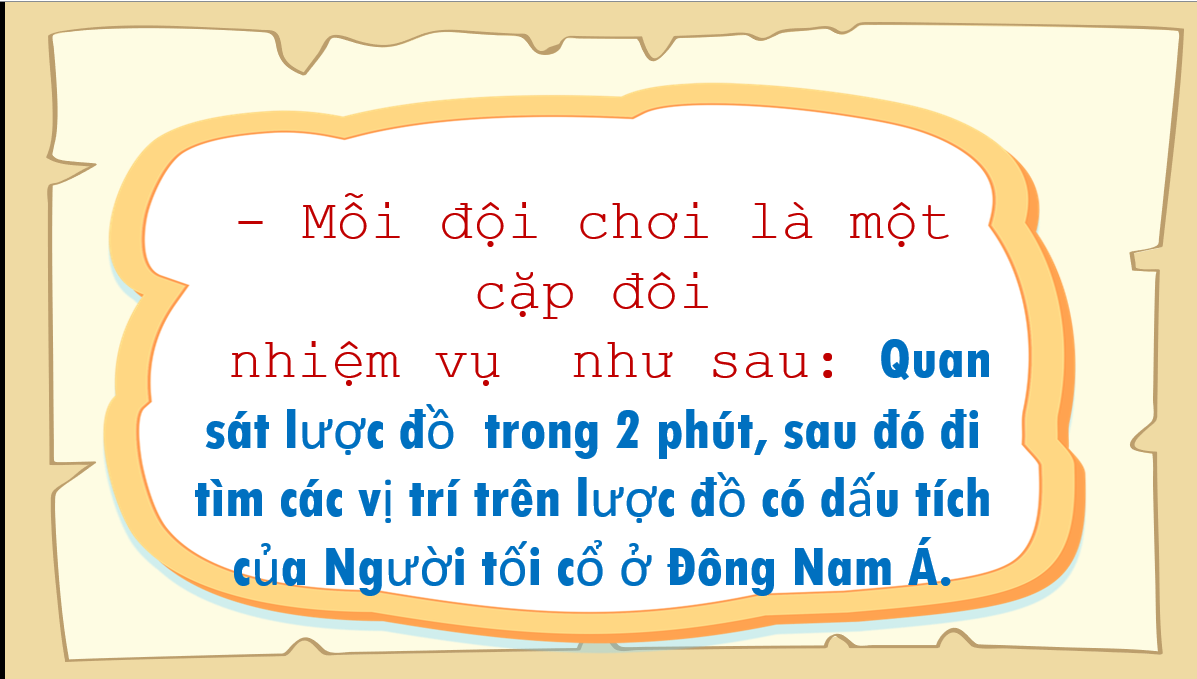 - Mỗi đội chơi là một
cặp đôi
nhiệm vụ như sau: Quan
sát lược đồ trong 2 phút, sau đó đi
tìm các vị trí trên lược đồ có dấu tích
của Người tối cổ ở Đông Nam Á.